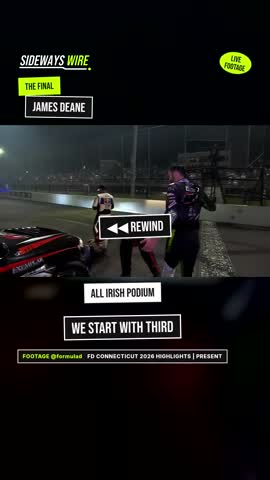 SIDEWAYS WIRE.
LIVE
FOOTAGE
THE FINAL
JAMES DEANE
REWIND
ALL IRISH PODIUM
WE START WITH THIRD
FOOTAGE @formulad FD CONNECTICUT 2026 HIGHLIGHTS | PRESENT